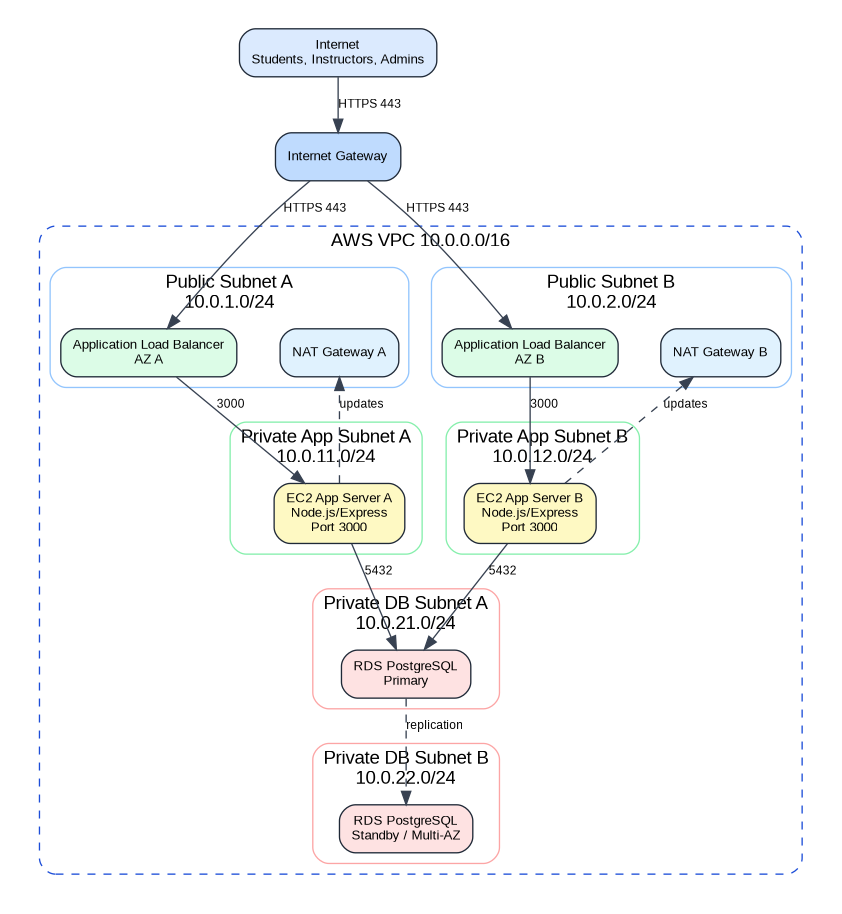 Internet
Students, Instructors, Admins
HTTPS 443
Internet Gateway
HTTPS 443
HTTPS 443
AWS VPC 10.0.0.0/16
Public Subnet A
10.0.1.0/24
Public Subnet B
10.0.2.0/24
Application Load Balancer
AZ A
NAT Gateway A
Application Load Balancer
AZ B
NAT Gateway B
3000
updates
3000
updates
Private App Subnet A
10.0.11.0/24
Private App Subnet B
10.0.12.0/24
EC2 App Server A
Node.js/Express
Port 3000
EC2 App Server B
Node.js/Express
Port 3000
5432
5432
Private DB Subnet A
10.0.21.0/24
RDS PostgreSQL
Primary
replication
Private DB Subnet B
10.0.22.0/24
RDS PostgreSQL
Standby / Multi-AZ